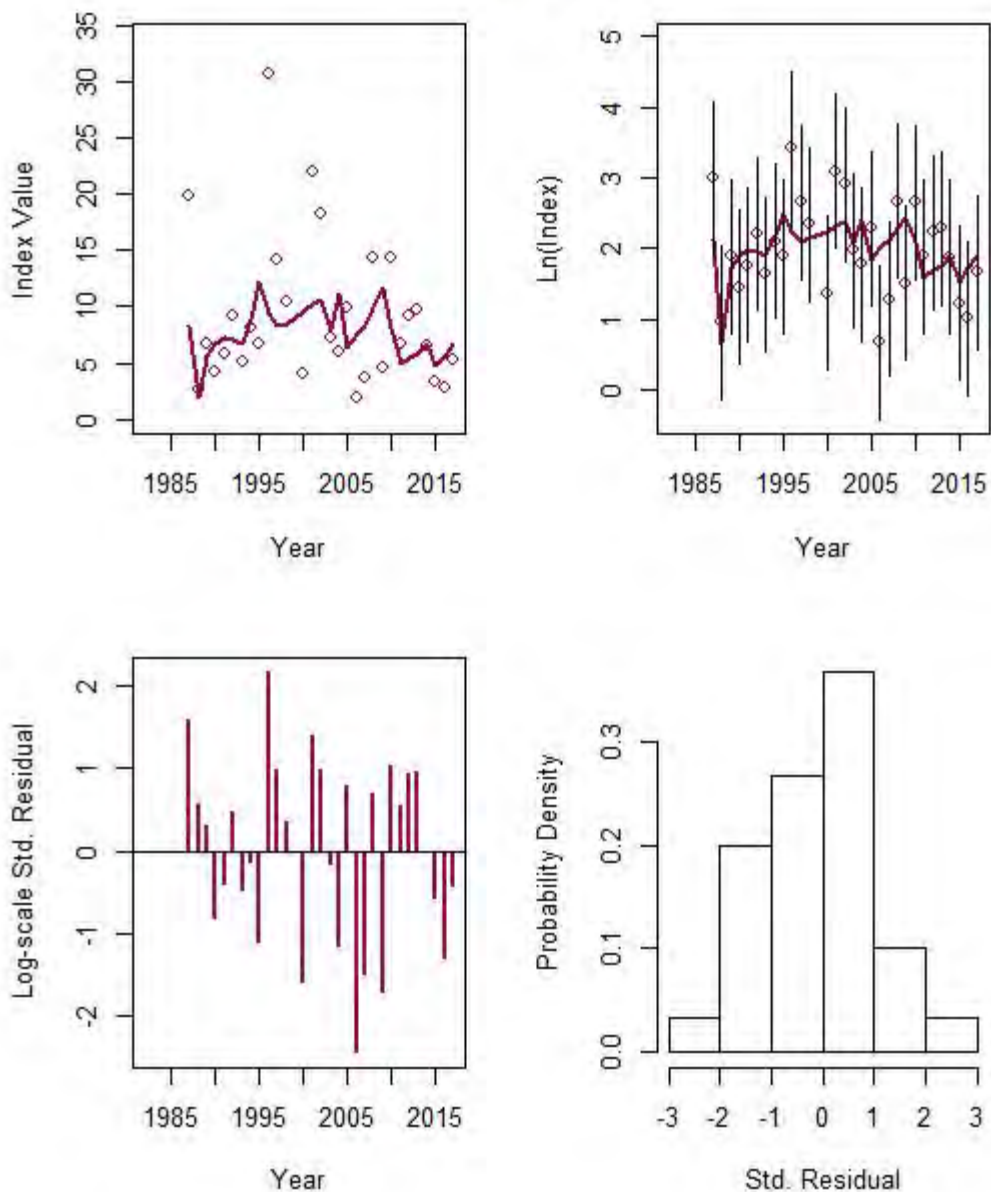 Index Value
0 5 10 15 20 25 30 35
1985 1995 2005 2015
Year
Ln(Index)
0 1 2 3 4 5
1985 1995 2005 2015
Year
Log-scale Std. Residual
-2 -1 0 1 2
1985 1995 2005 2015
Year
Probability Density
0.0 0.1 0.2 0.3
-3 -2 -1 0 1 2 3
Std. Residual